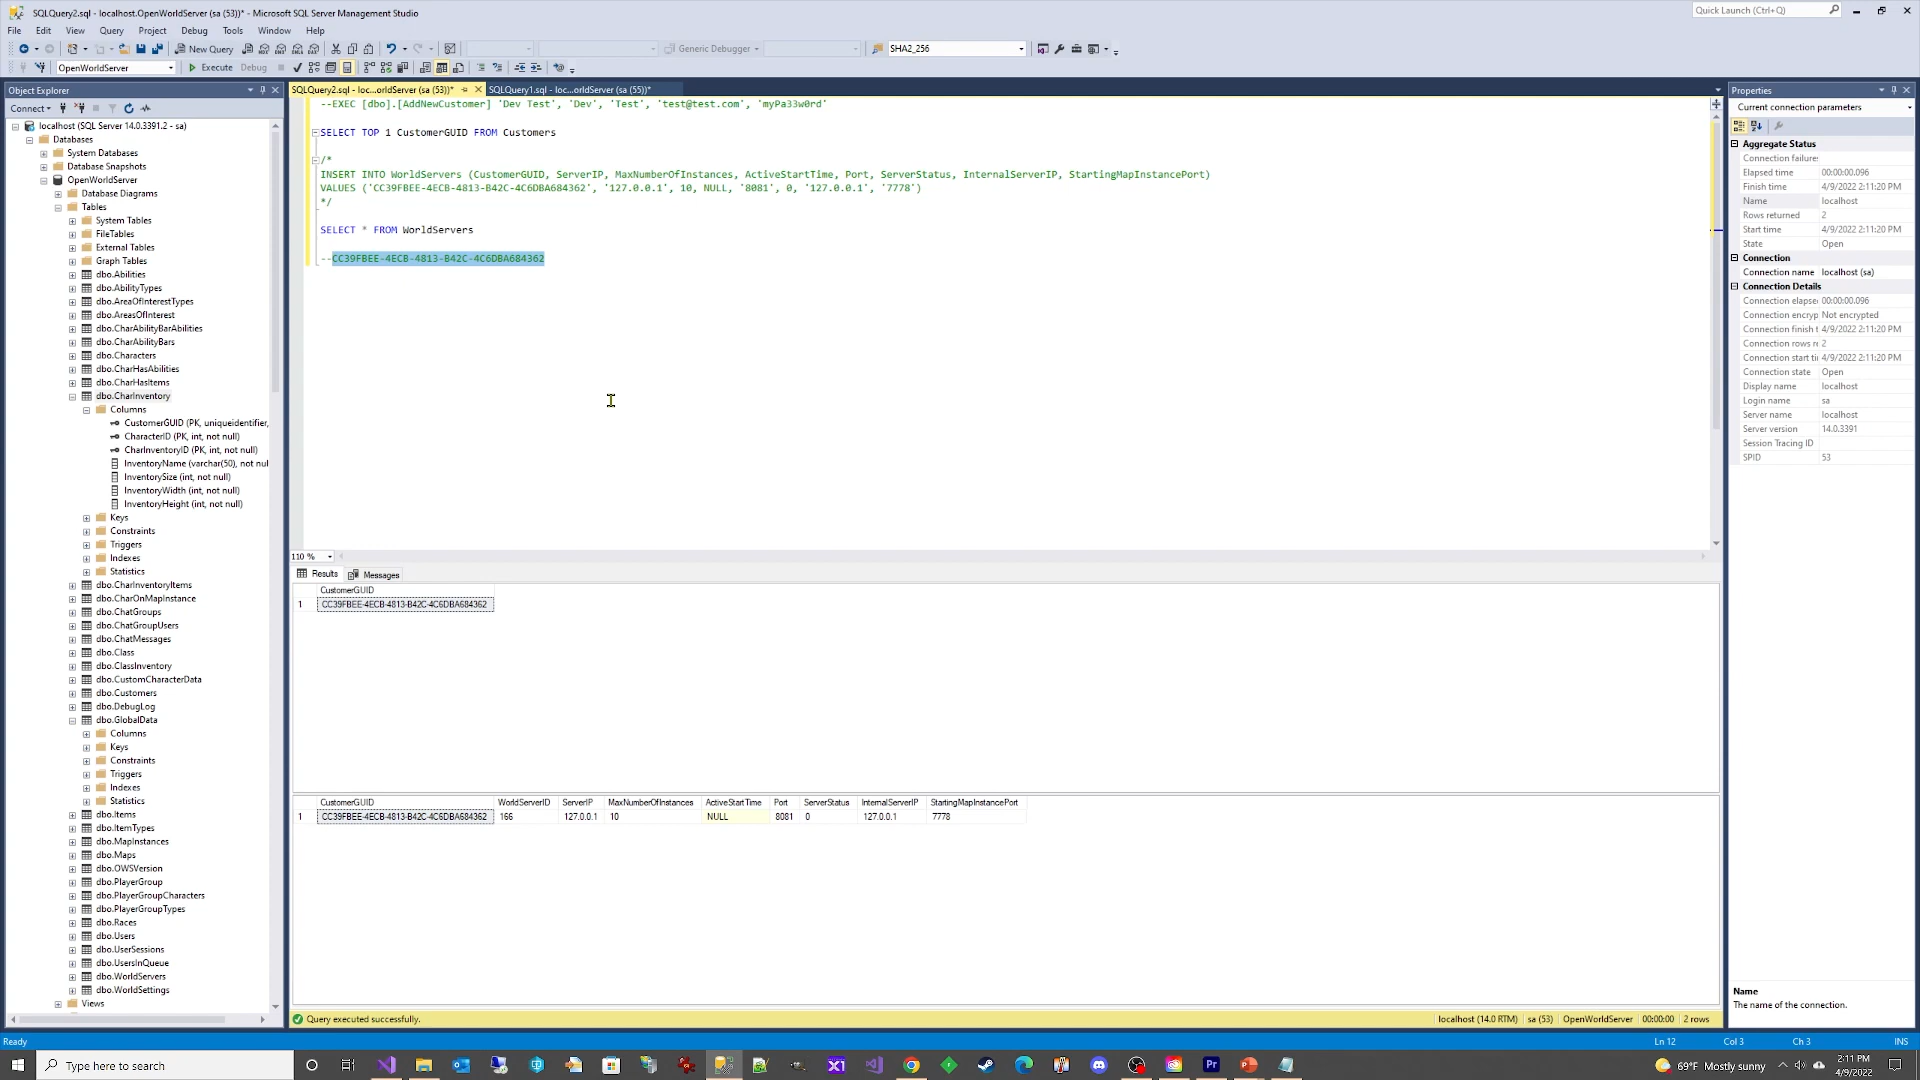 SQLQuery2.sql - localhost.OpenWorldServer (sa (53))* - Microsoft SQL Server Management Studio
Quick Launch (Ctrl+Q)
File Edit View Query Project Debug Tools Window Help
New Query
Generic Debugger
SHA2_256
OpenWorldServer
Execute Debug
Object Explorer
Connect
localhost (SQL Server 14.0.3391.2 - sa)
Databases
System Databases
Database Snapshots
OpenWorldServer
Database Diagrams
Tables
System Tables
FileTables
External Tables
Graph Tables
dbo.Abilities
dbo.AbilityTypes
dbo.AreaOfInterestTypes
dbo.AreasOfInterest
dbo.CharAbilityBarAbilities
dbo.CharAbilityBars
dbo.Characters
dbo.CharHasAbilities
dbo.CharHasItems
dbo.CharInventory
Columns
CustomerGUID (PK, uniqueidentifier,
CharacterID (PK, int, not null)
CharInventoryID (PK, int, not null)
InventoryName (varchar(50), not nul
InventorySize (int, not null)
InventoryWidth (int, not null)
InventoryHeight (int, not null)
Keys
Constraints
Triggers
Indexes
Statistics
dbo.CharInventoryItems
dbo.CharOnMapInstance
dbo.ChatGroups
dbo.ChatGroupUsers
dbo.ChatMessages
dbo.Class
dbo.ClassInventory
dbo.CustomCharacterData
dbo.Customers
dbo.DebugLog
dbo.GlobalData
Columns
Keys
Constraints
Triggers
Indexes
Statistics
dbo.Items
dbo.ItemTypes
dbo.MapInstances
dbo.Maps
dbo.OWSVersion
dbo.PlayerGroup
dbo.PlayerGroupCharacters
dbo.PlayerGroupTypes
dbo.Races
dbo.Users
dbo.UserSessions
dbo.UsersInQueue
dbo.WorldServers
dbo.WorldSettings
Views
SQLQuery2.sql - loc...orldServer (sa (53))* SQLQuery1.sql - loc...orldServer (sa (55))*
--EXEC [dbo].[AddNewCustomer] 'Dev Test', 'Dev', 'Test', 'test@test.com', 'myPa33w0rd'
SELECT TOP 1 CustomerGUID FROM Customers
/*
INSERT INTO WorldServers (CustomerGUID, ServerIP, MaxNumberOfInstances, ActiveStartTime, Port, ServerStatus, InternalServerIP, StartingMapInstancePort)
VALUES ('CC39FBEE-4ECB-4813-B42C-4C6DBA684362', '127.0.0.1', 10, NULL, '8081', 0, '127.0.0.1', '7778')
*/
SELECT * FROM WorldServers
--CC39FBEE-4ECB-4813-B42C-4C6DBA684362
110 %
Results Messages
CustomerGUID
1 CC39FBEE-4ECB-4813-B42C-4C6DBA684362
CustomerGUID WorldServerID ServerIP MaxNumberOfInstances ActiveStartTime Port ServerStatus InternalServerIP StartingMapInstancePort
1 CC39FBEE-4ECB-4813-B42C-4C6DBA684362 166 127.0.0.1 10 NULL 8081 0 127.0.0.1 7778
Query executed successfully.
localhost (14.0 RTM) sa (53) OpenWorldServer 00:00:00 2 rows
Properties
Current connection parameters
Aggregate Status
Connection failures
Elapsed time 00:00:00.096
Finish time 4/9/2022 2:11:20 PM
Name localhost
Rows returned 2
Start time 4/9/2022 2:11:20 PM
State Open
Connection
Connection name localhost (sa)
Connection Details
Connection elapse 00:00:00.096
Connection encryp Not encrypted
Connection finish t 4/9/2022 2:11:20 PM
Connection rows re 2
Connection start ti 4/9/2022 2:11:20 PM
Connection state Open
Display name localhost
Login name sa
Server name localhost
Server version 14.0.3391
Session Tracing ID
SPID 53
Name
The name of the connection.
Ready
Ln 12 Col 3 Ch 3 INS
Type here to search
X1
Pr
69°F Mostly sunny
2:11 PM
4/9/2022